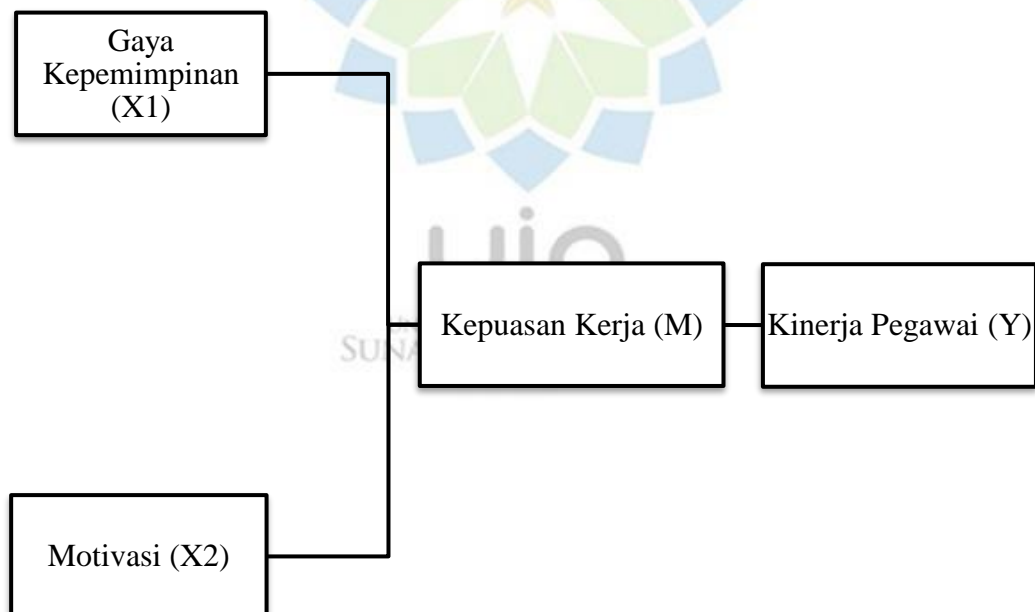 Gaya
Kepemimpinan
(X1)
Kepuasan Kerja (M)
Kinerja Pegawai (Y)
Motivasi (X2)